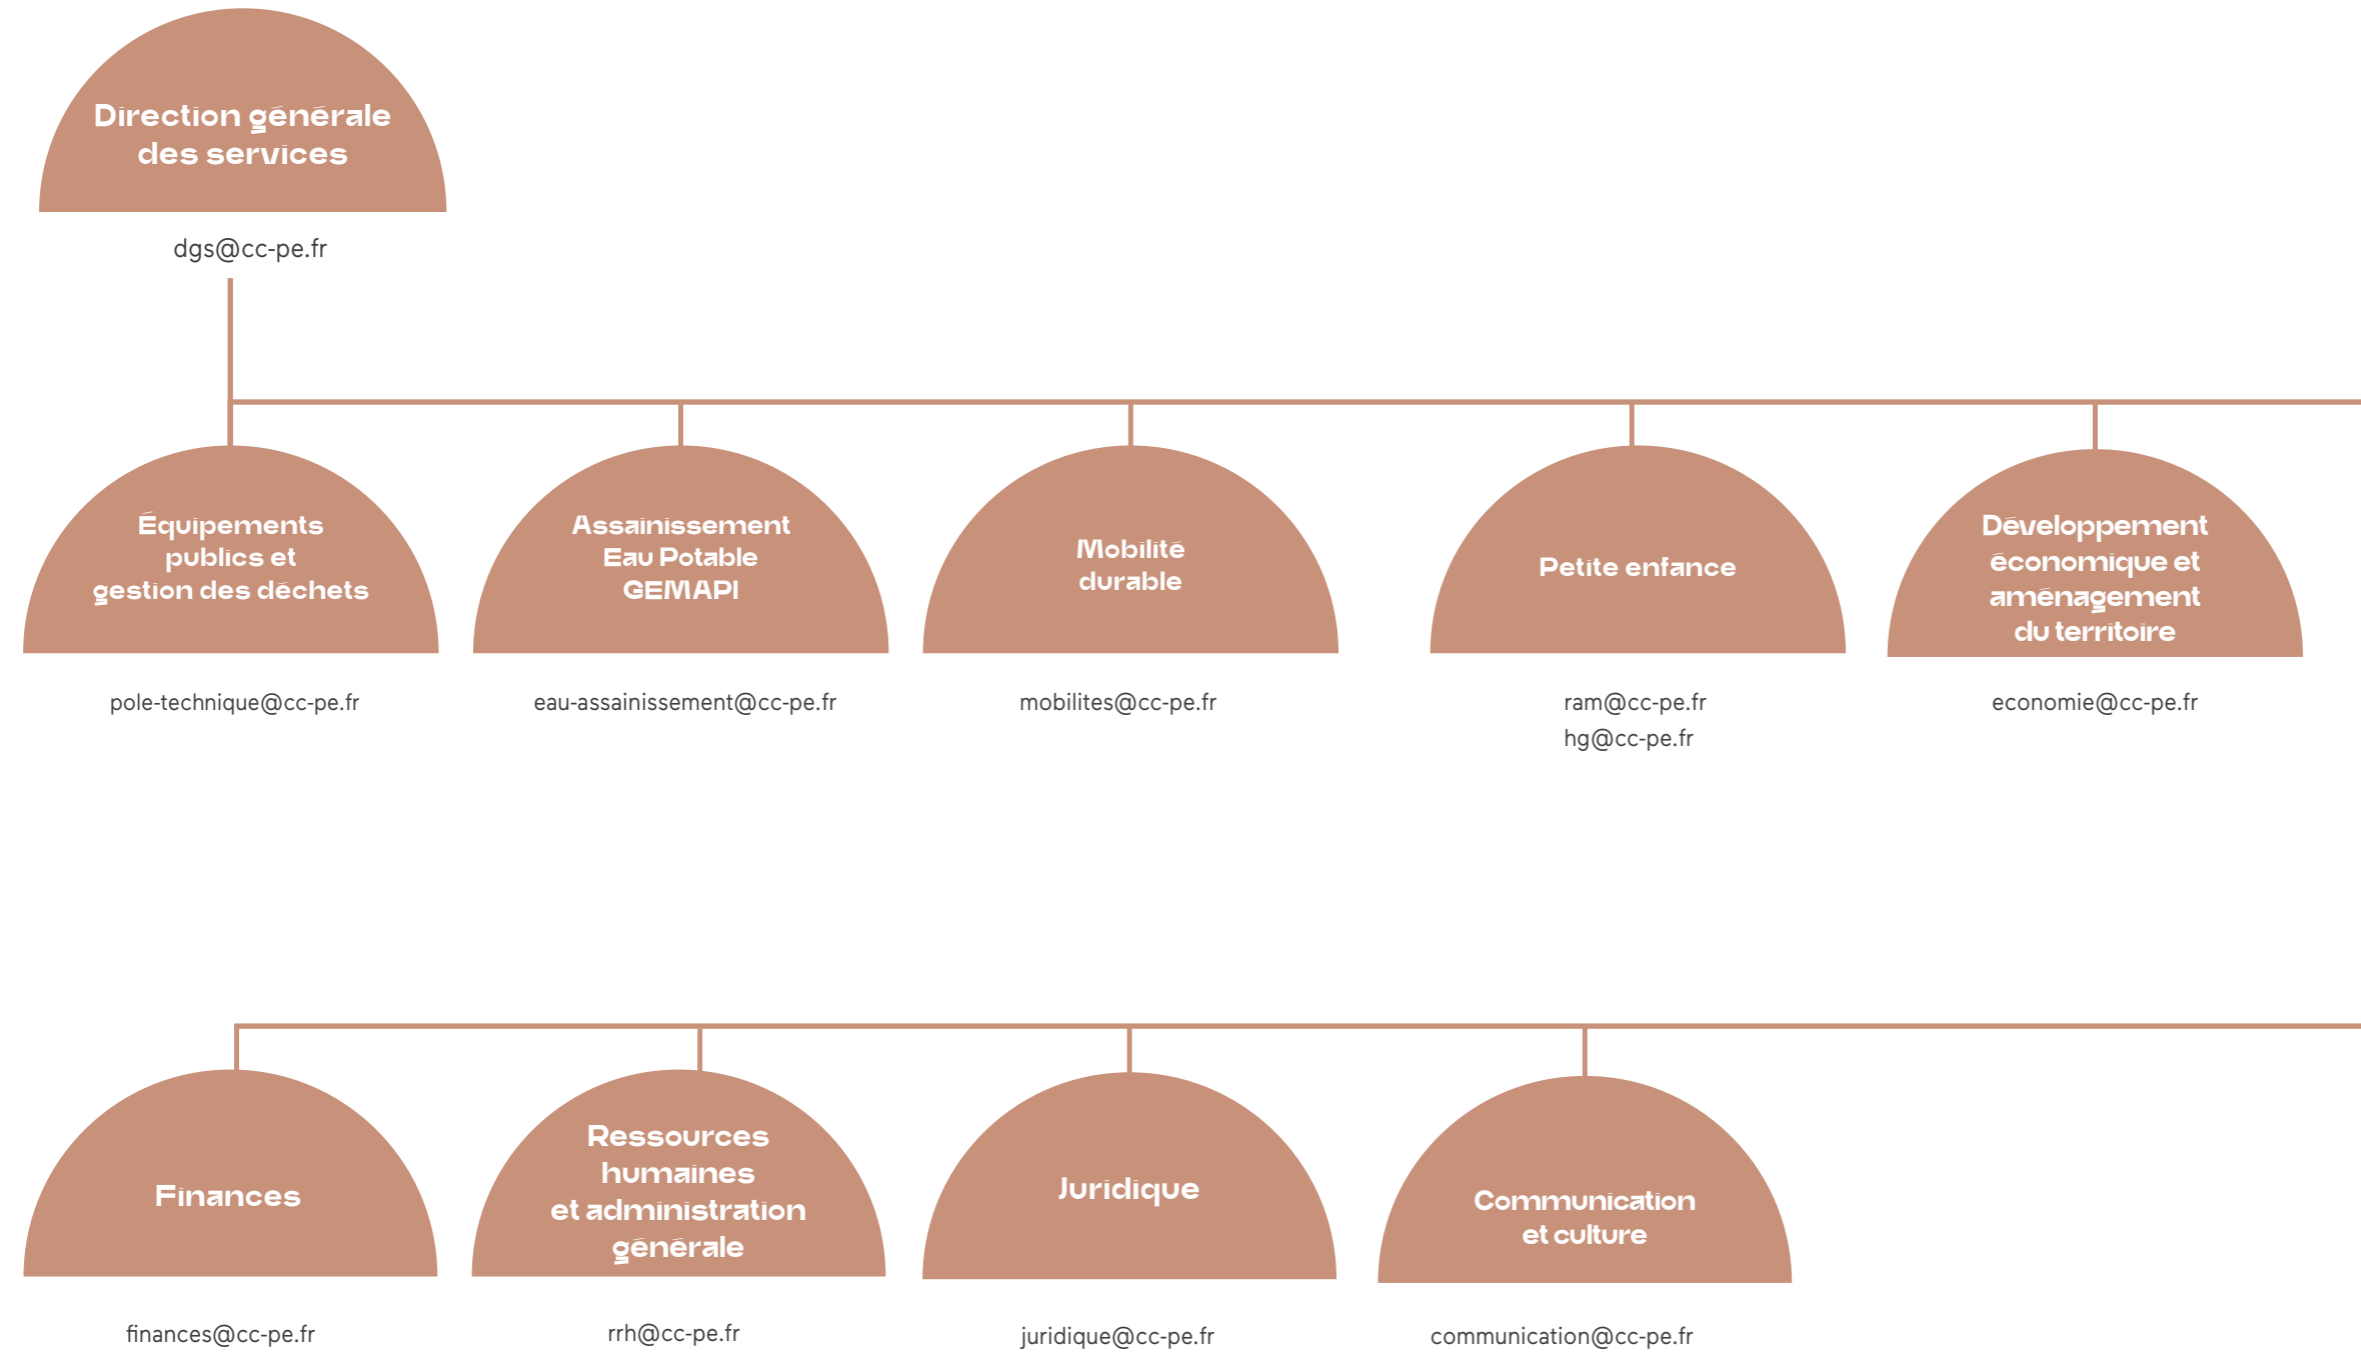 Direction générale
des services
dgs@cc-pe.fr
Équipements
publics et
gestion des déchets
pole-technique@cc-pe.fr
Assainissement
Eau Potable
GEMAPI
eau-assainissement@cc-pe.fr
Mobilité
durable
mobilites@cc-pe.fr
Petite enfance
ram@cc-pe.fr
hg@cc-pe.fr
Développement
économique et
aménagement
du territoire
economie@cc-pe.fr
Finances
finances@cc-pe.fr
Ressources
humaines
et administration
générale
rrh@cc-pe.fr
Juridique
juridique@cc-pe.fr
Communication
et culture
communication@cc-pe.fr